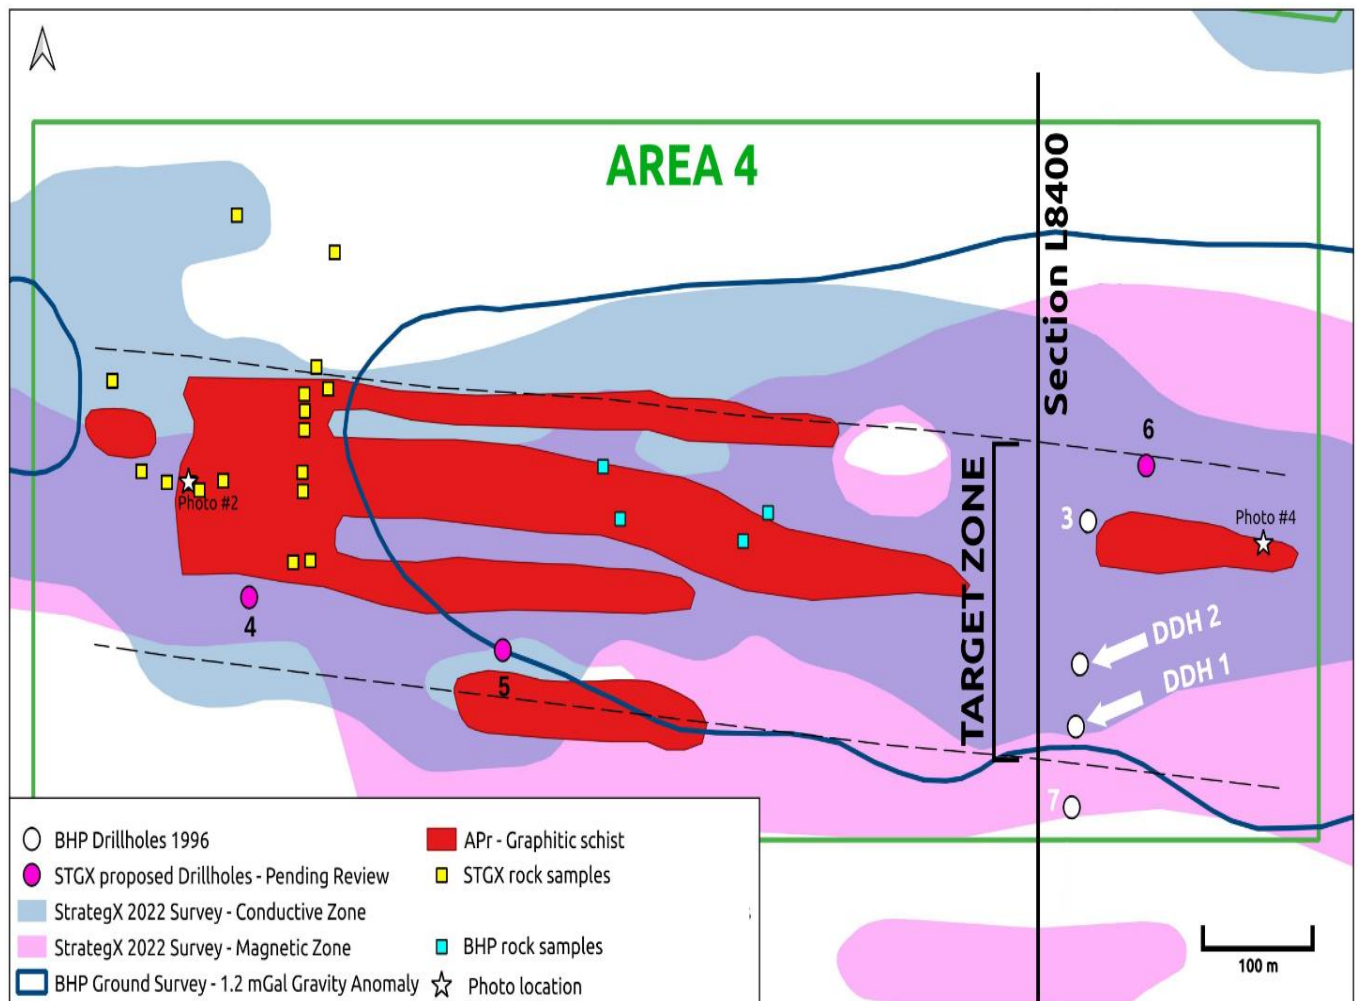 AREA 4
Section L8400
6
3
Photo #4
Photo #2
4
5
TARGET ZONE
DDH 2
DDH 1
7
BHP Drillholes 1996
APr - Graphitic schist
STGX proposed Drillholes - Pending Review
STGX rock samples
StrategX 2022 Survey - Conductive Zone
StrategX 2022 Survey - Magnetic Zone
BHP rock samples
BHP Ground Survey - 1.2 mGal Gravity Anomaly
Photo location
100 m